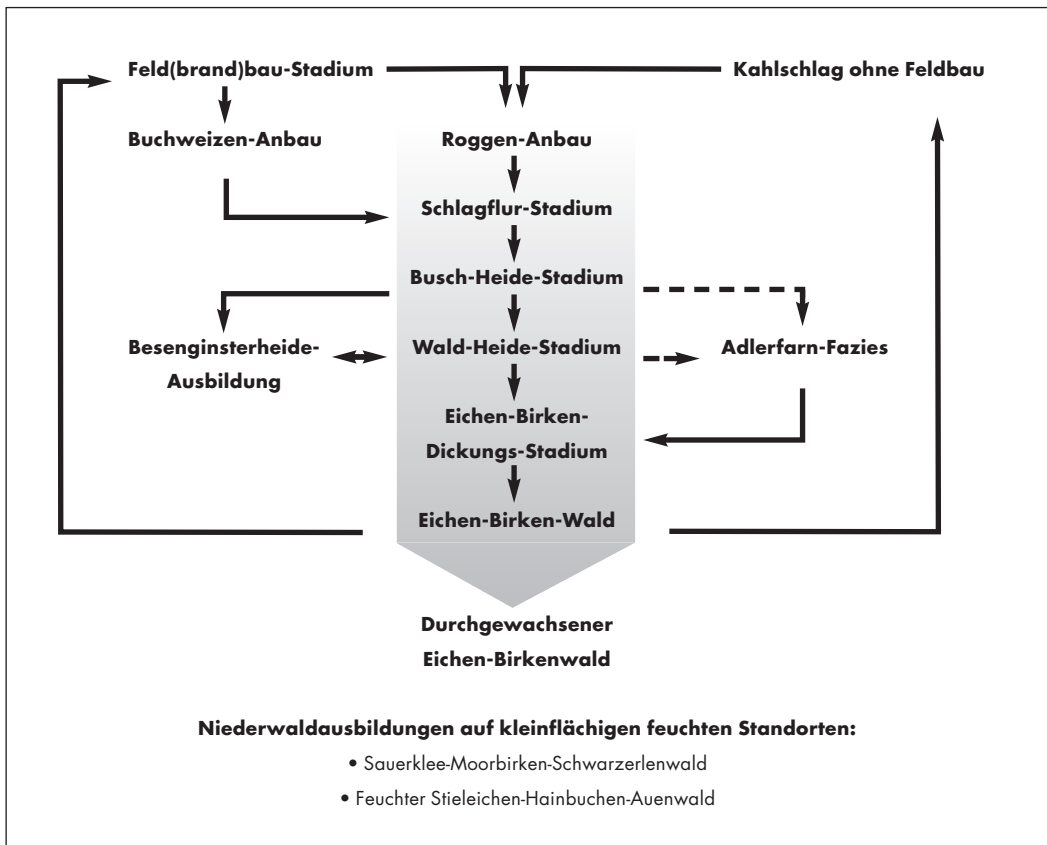 Feld(brand)bau-Stadium
Kahlschlag ohne Feldbau
Buchweizen-Anbau
Roggen-Anbau
Schlagflur-Stadium
Busch-Heide-Stadium
Besenginsterheide-
Ausbildung
Wald-Heide-Stadium
Adlerfarn-Fazies
Eichen-Birken-
Dickungs-Stadium
Eichen-Birken-Wald
Durchgewachsener
Eichen-Birkenwald
Niederwaldausbildungen auf kleinflächigen feuchten Standorten:
• Sauerklee-Moorbirken-Schwarzerlenwald
• Feuchter Stieleichen-Hainbuchen-Auenwald